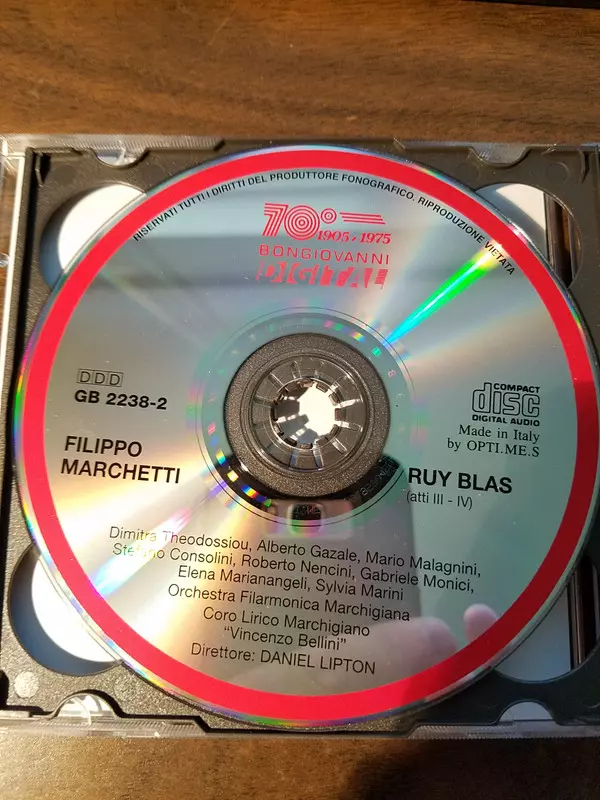 RISERVATI TUTTI I DIRITTI DEL PRODUTTORE FONOGRAFICO. RIPRODUZIONE VIETATA
70°
1905 - 1975
BONGIOVANNI
DIGITAL
DDD
GB 2238-2
COMPACT
disc
DIGITAL AUDIO
Made in Italy
by OPTI.ME.S
FILIPPO
MARCHETTI
RUY BLAS
(atti III - IV)
Dimitra Theodossiou, Alberto Gazale, Mario Malagnini,
Stefano Consolini, Roberto Nencini, Gabriele Monici,
Elena Marianangeli, Sylvia Marini
Orchestra Filarmonica Marchigiana
Coro Lirico Marchigiano
“Vincenzo Bellini”
Direttore: DANIEL LIPTON